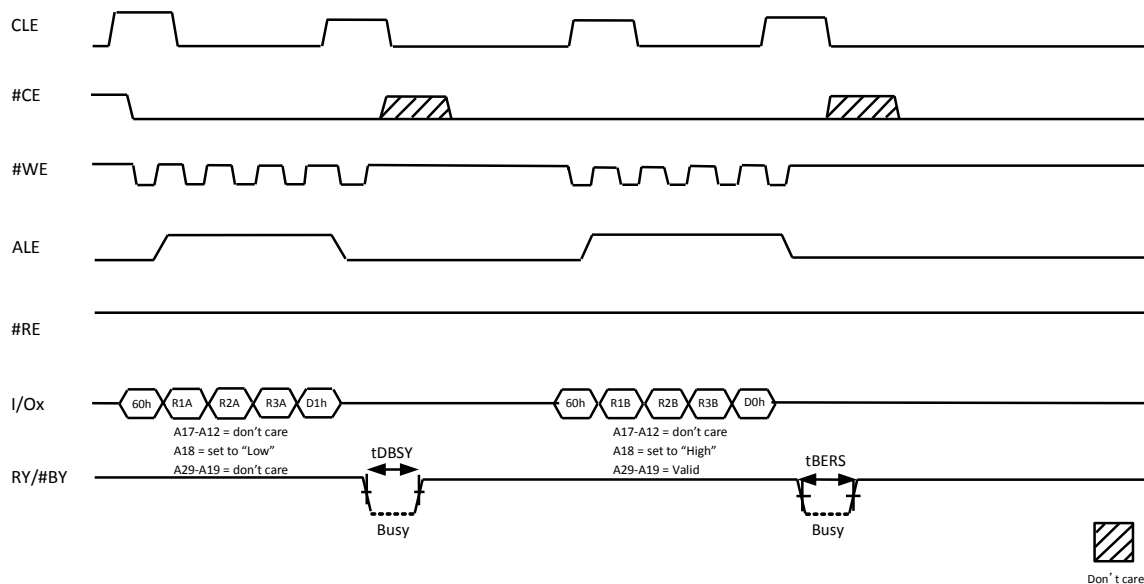 CLE
#CE
#WE
ALE
#RE
I/Ox
60h R1A R2A R3A D1h
60h R1B R2B R3B D0h
A17-A12 = don't care
A18 = set to “Low”
A29-A19 = don't care
A17-A12 = don't care
A18 = set to “High”
A29-A19 = Valid
RY/#BY
tDBSY
Busy
tBERS
Busy
Don’t care